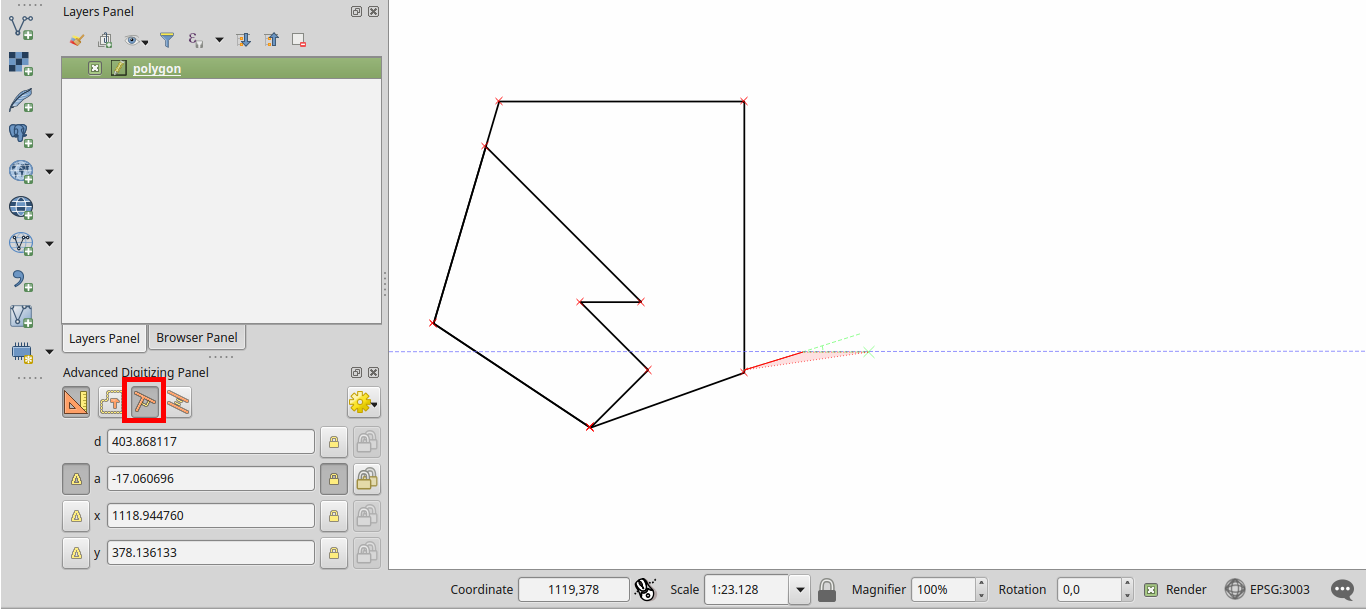 Layers Panel
polygon
Layers Panel
Browser Panel
Advanced Digitizing Panel
d 403.868117
a -17.060696
x 1118.944760
y 378.136133
Coordinate 1119,378 Scale 1:23.128 Magnifier 100% Rotation 0,0 Render EPSG:3003